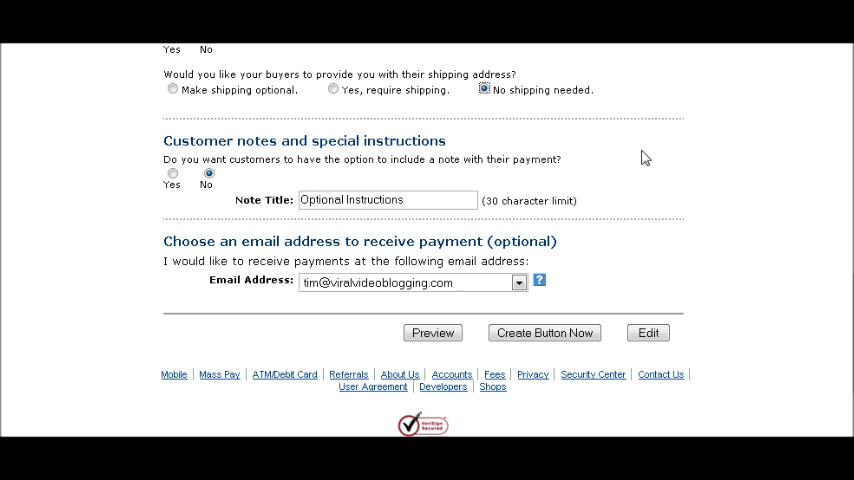 Yes No
Would you like your buyers to provide you with their shipping address?
Make shipping optional. Yes, require shipping. No shipping needed.
Customer notes and special instructions
Do you want customers to have the option to include a note with their payment?
Yes No
Note Title: Optional Instructions (30 character limit)
Choose an email address to receive payment (optional)
I would like to receive payments at the following email address:
Email Address: tim@viralvideoblogging.com ?
Preview Create Button Now Edit
Mobile | Mass Pay | ATM/Debit Card | Referrals | About Us | Accounts | Fees | Privacy | Security Center | Contact Us |
User Agreement | Developers | Shops
VeriSign
Secured